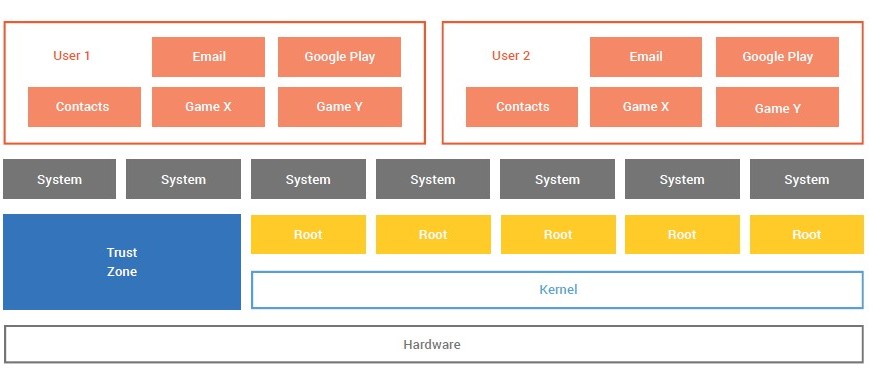 User 1
Email
Google Play
Contacts
Game X
Game Y
User 2
Email
Google Play
Contacts
Game X
Game Y
System
System
System
System
System
System
System
Trust
Zone
Root
Root
Root
Root
Root
Kernel
Hardware